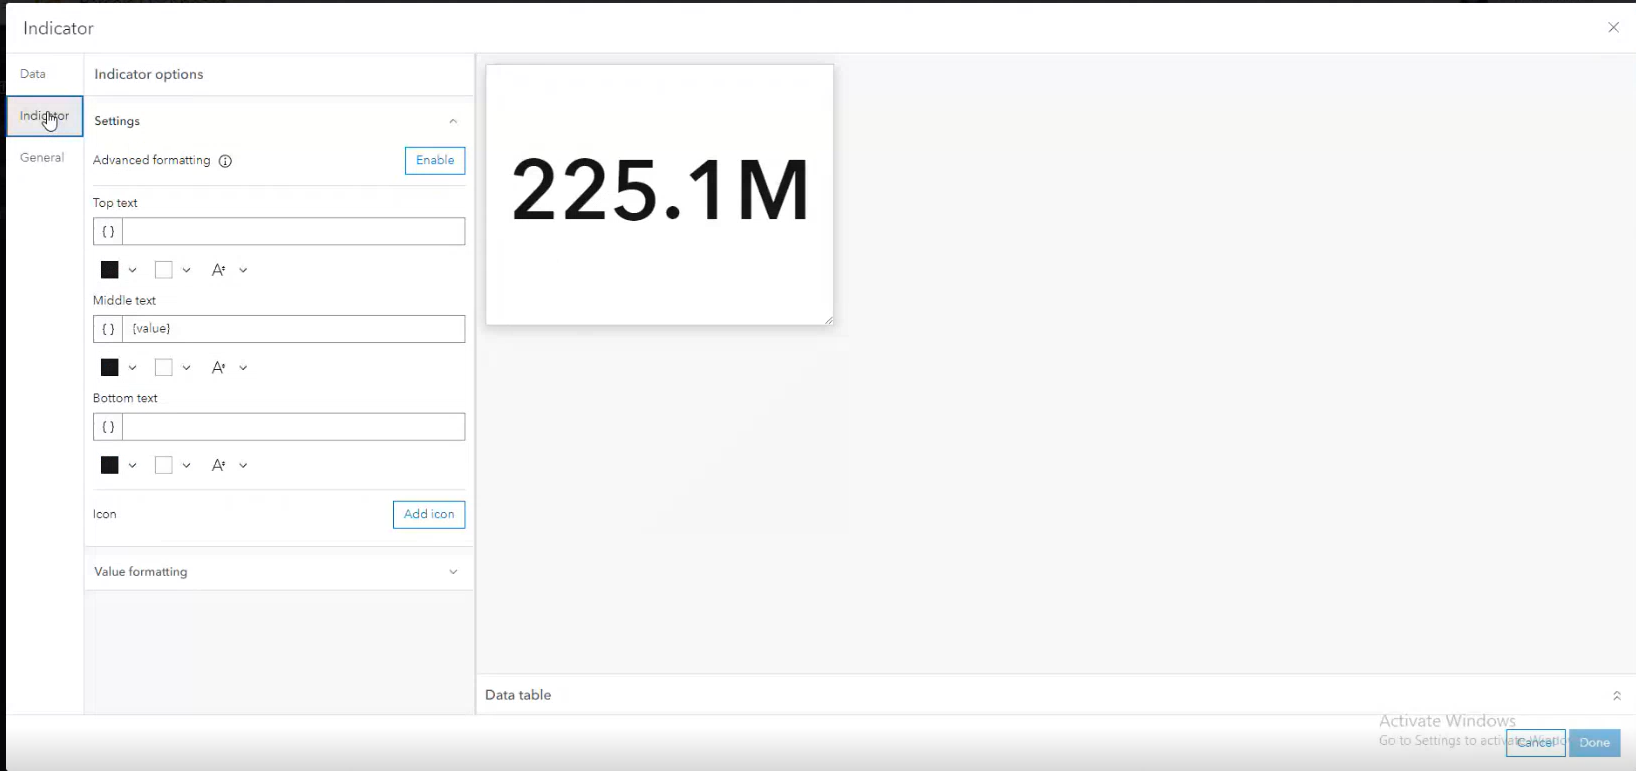 Indicator
Data
Indicator
General
Indicator options
Settings
Advanced formatting
Enable
Top text
{}
Middle text
{} {value}
Bottom text
{}
Icon
Add icon
Value formatting
225.1M
Data table
Activate Windows
Go to Settings to activate Windows
Cancel
Done